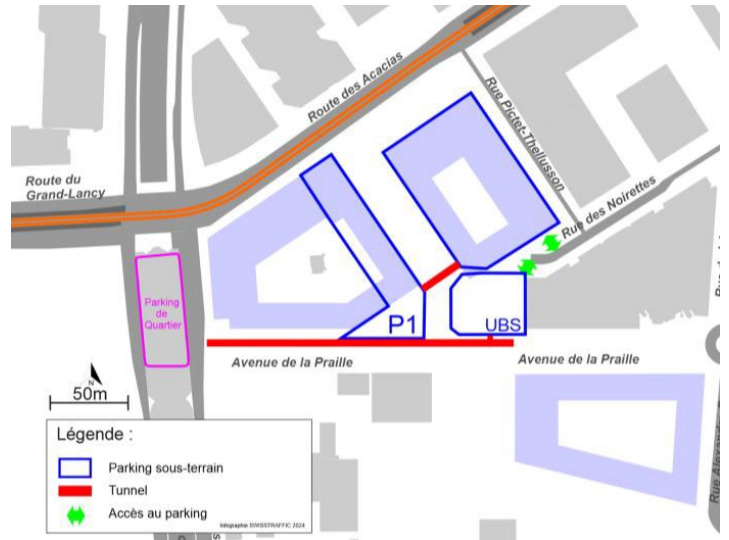 Route des Acacias
Rue Pictet-Thellusson
Route du
Grand-Lancy
Rue des Noirettes
Parking
de
Quartier
P1
UBS
Avenue de la Praille
Avenue de la Praille
50m
N
Légende :
Parking sous-terrain
Tunnel
Accès au parking
Infographie SWISSTRAFFIC 2024